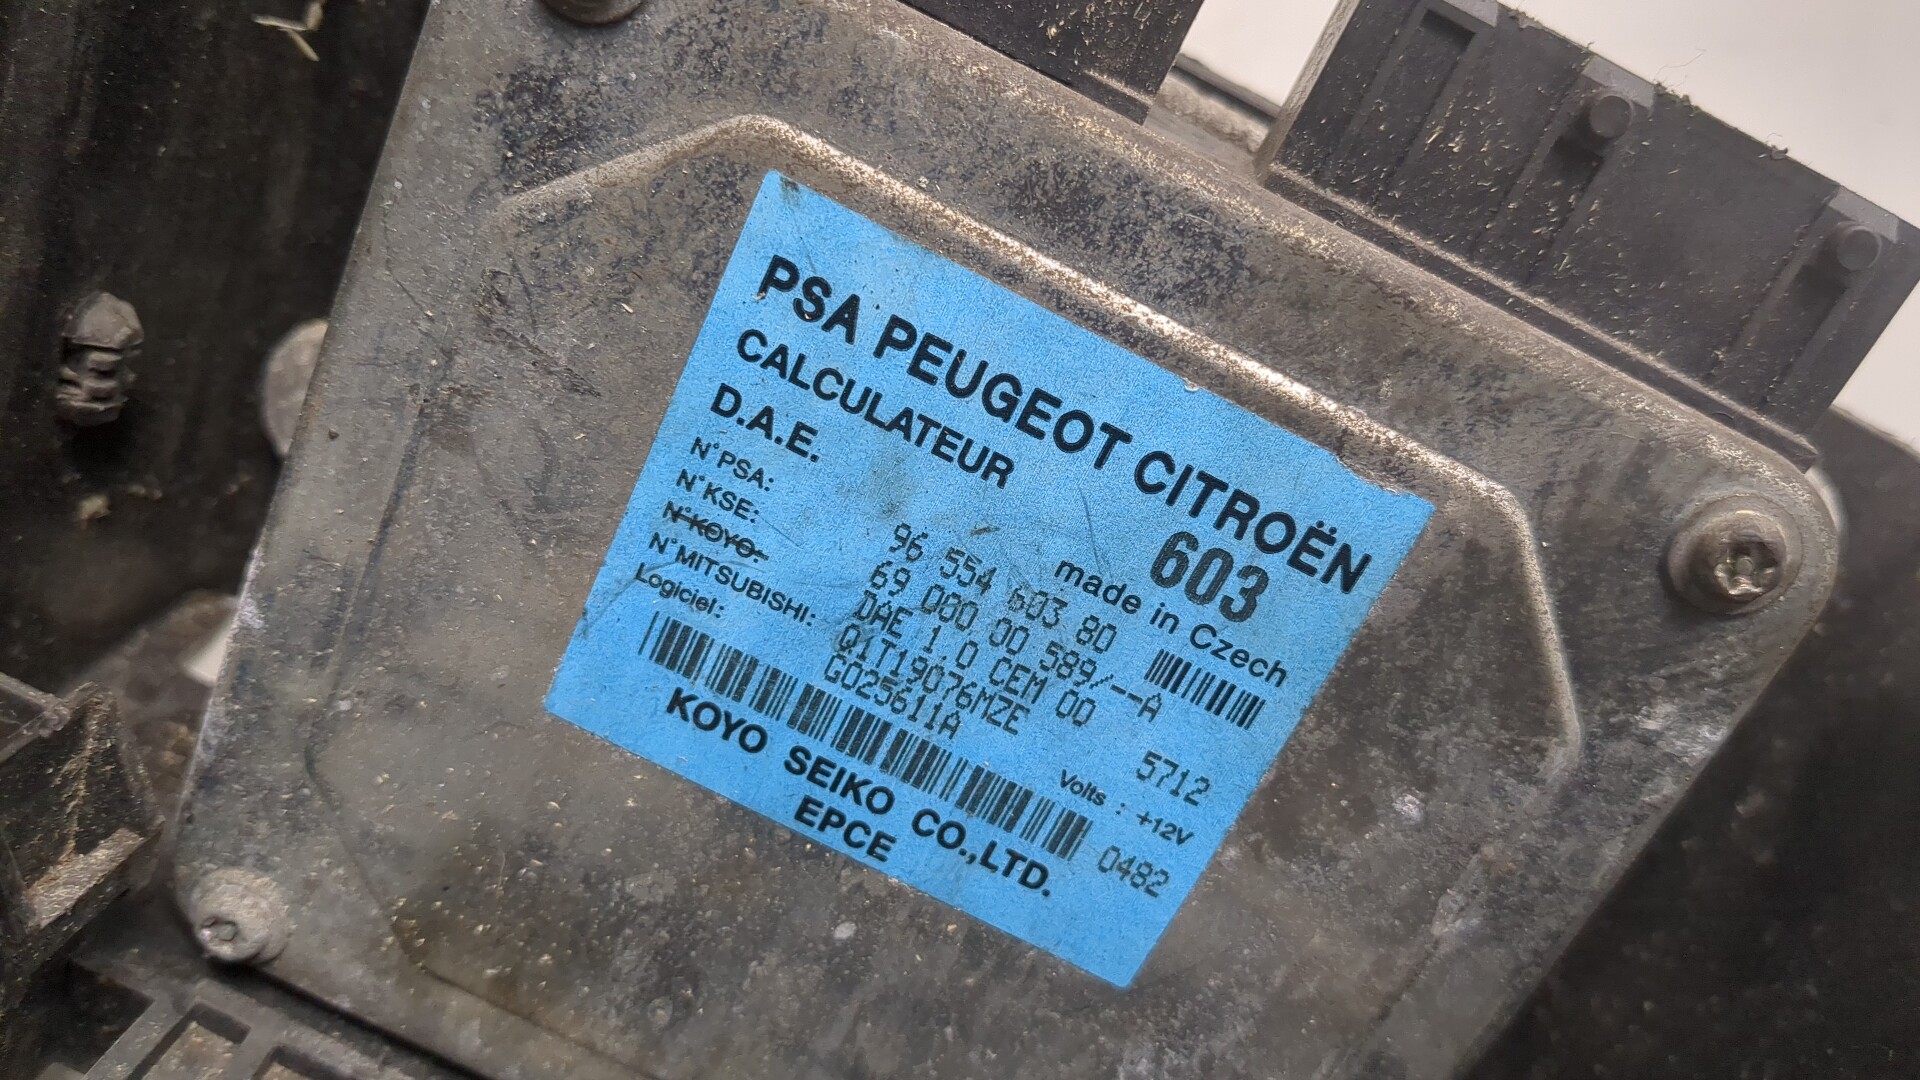 PSA PEUGEOT CITROËN
CALCULATEUR 603
D.A.E. made in Czech
N°PSA: 96 554 603 80
N°KSE: 69 000 00 589/--A
N°KOYO: DAE 1.0 CEM 00
N°MITSUBISHI: Q1T19076MZE 5712
Logiciel: G025611A Volts : +12V
0482
KOYO SEIKO CO.,LTD.
EPCE